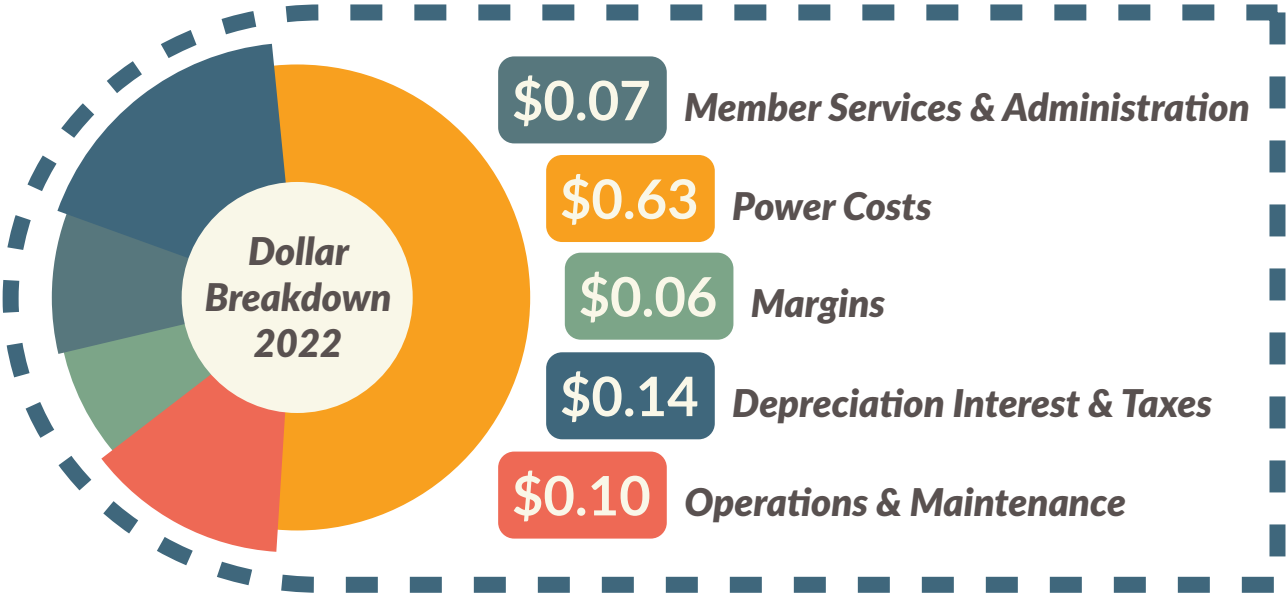 Dollar
Breakdown
2022
$0.07 Member Services & Administration
$0.63 Power Costs
$0.06 Margins
$0.14 Depreciation Interest & Taxes
$0.10 Operations & Maintenance